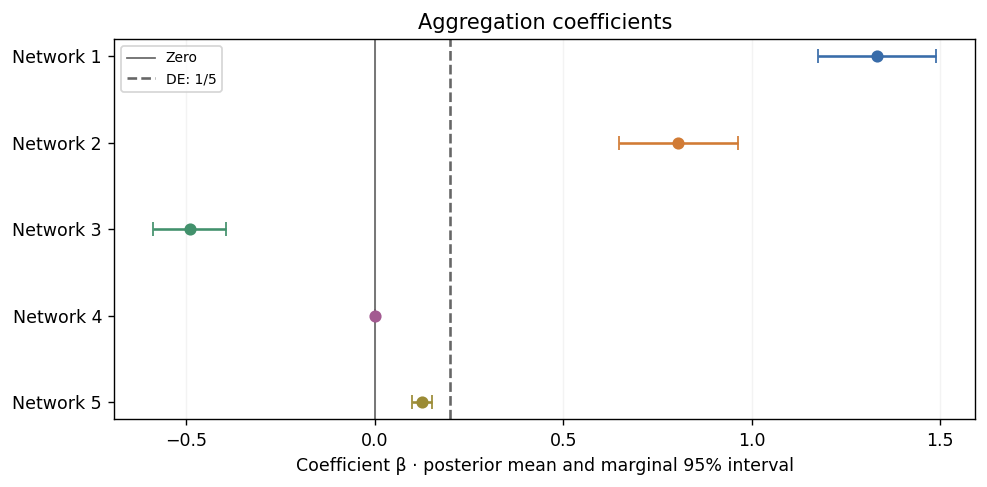 Aggregation coefficients
Zero
DE: 1/5
Network 1
Network 2
Network 3
Network 4
Network 5
−0.5 0.0 0.5 1.0 1.5
Coefficient β · posterior mean and marginal 95% interval